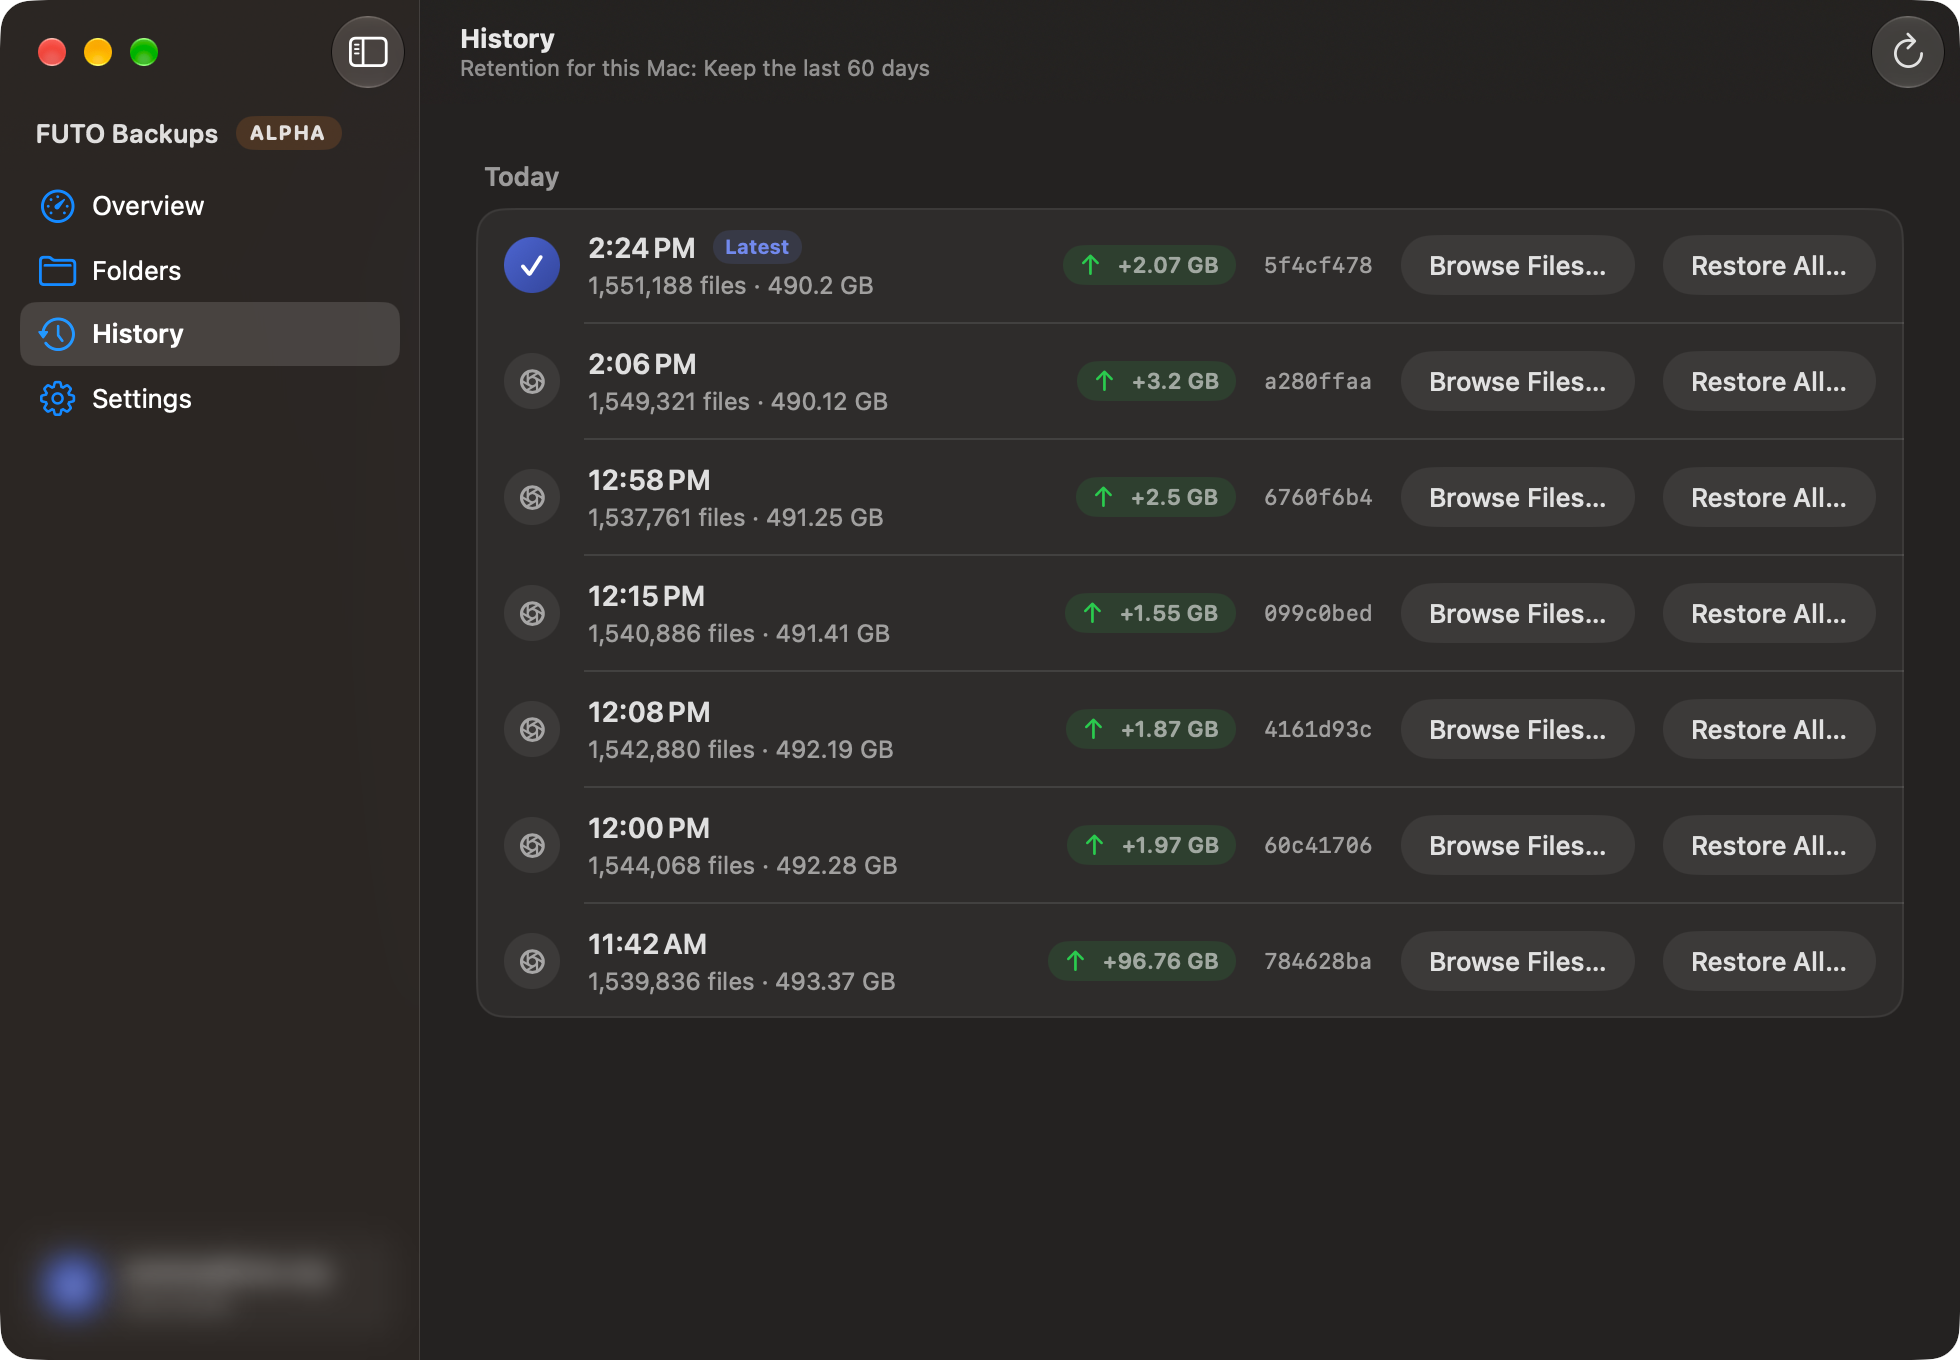 History
Retention for this Mac: Keep the last 60 days
FUTO Backups ALPHA
Overview
Folders
History
Settings
Today
2:24 PM Latest
1,551,188 files · 490.2 GB
+2.07 GB 5f4cf478 Browse Files... Restore All...
2:06 PM
1,549,321 files · 490.12 GB
+3.2 GB a280ffaa Browse Files... Restore All...
12:58 PM
1,537,761 files · 491.25 GB
+2.5 GB 6760f6b4 Browse Files... Restore All...
12:15 PM
1,540,886 files · 491.41 GB
+1.55 GB 099c0bed Browse Files... Restore All...
12:08 PM
1,542,880 files · 492.19 GB
+1.87 GB 4161d93c Browse Files... Restore All...
12:00 PM
1,544,068 files · 492.28 GB
+1.97 GB 60c41706 Browse Files... Restore All...
11:42 AM
1,539,836 files · 493.37 GB
+96.76 GB 784628ba Browse Files... Restore All...